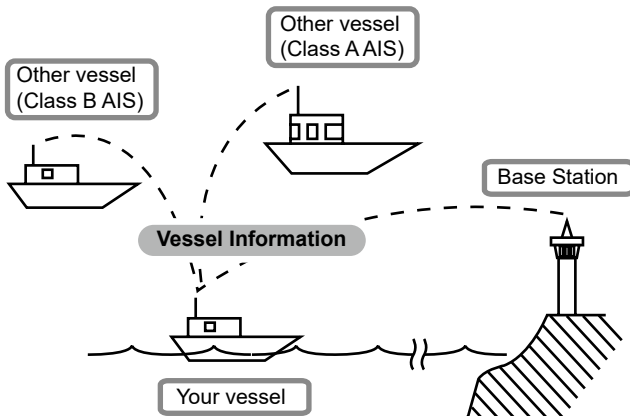 Other vessel
(Class A AIS)
Other vessel
(Class B AIS)
Base Station
Vessel Information
Your vessel